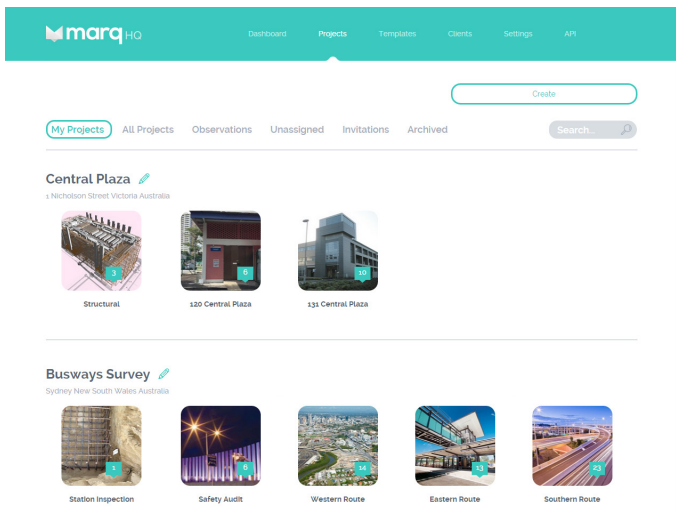 marq HQ
Dashboard Projects Templates Clients Settings API
Create
My Projects All Projects Observations Unassigned Invitations Archived Search...
Central Plaza
1 Nicholson Street Victoria Australia
3 6 10
Structural 120 Central Plaza 131 Central Plaza
Busways Survey
Sydney New South Wales Australia
1 6 14 13 23
Station Inspection Safety Audit Western Route Eastern Route Southern Route